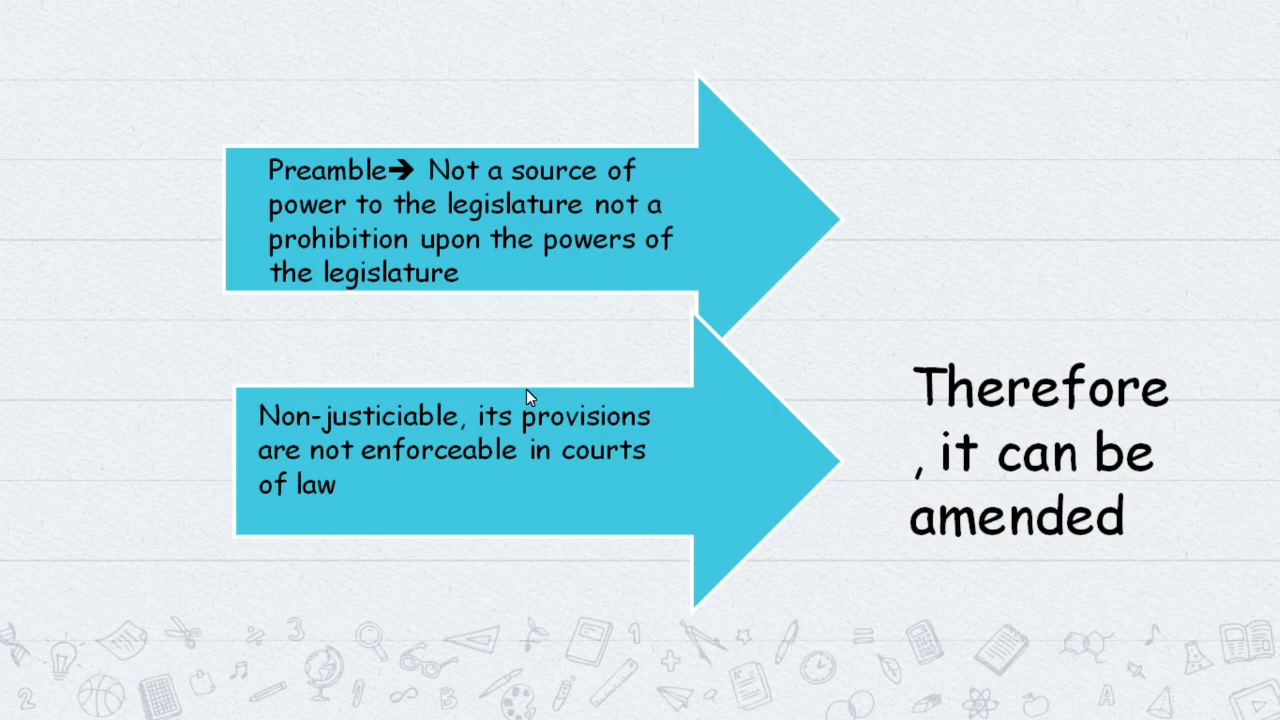 Preamble➔ Not a source of
power to the legislature not a
prohibition upon the powers of
the legislature
Non-justiciable, its provisions
are not enforceable in courts
of law
Therefore
, it can be
amended